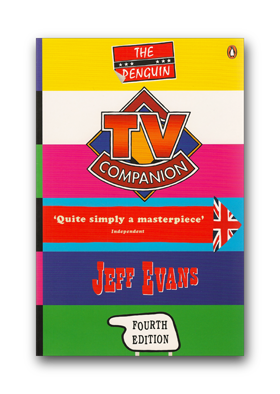 THE
PENGUIN
TV
COMPANION
'Quite simply a masterpiece'
Independent
JEFF EVANS
FOURTH
EDITION